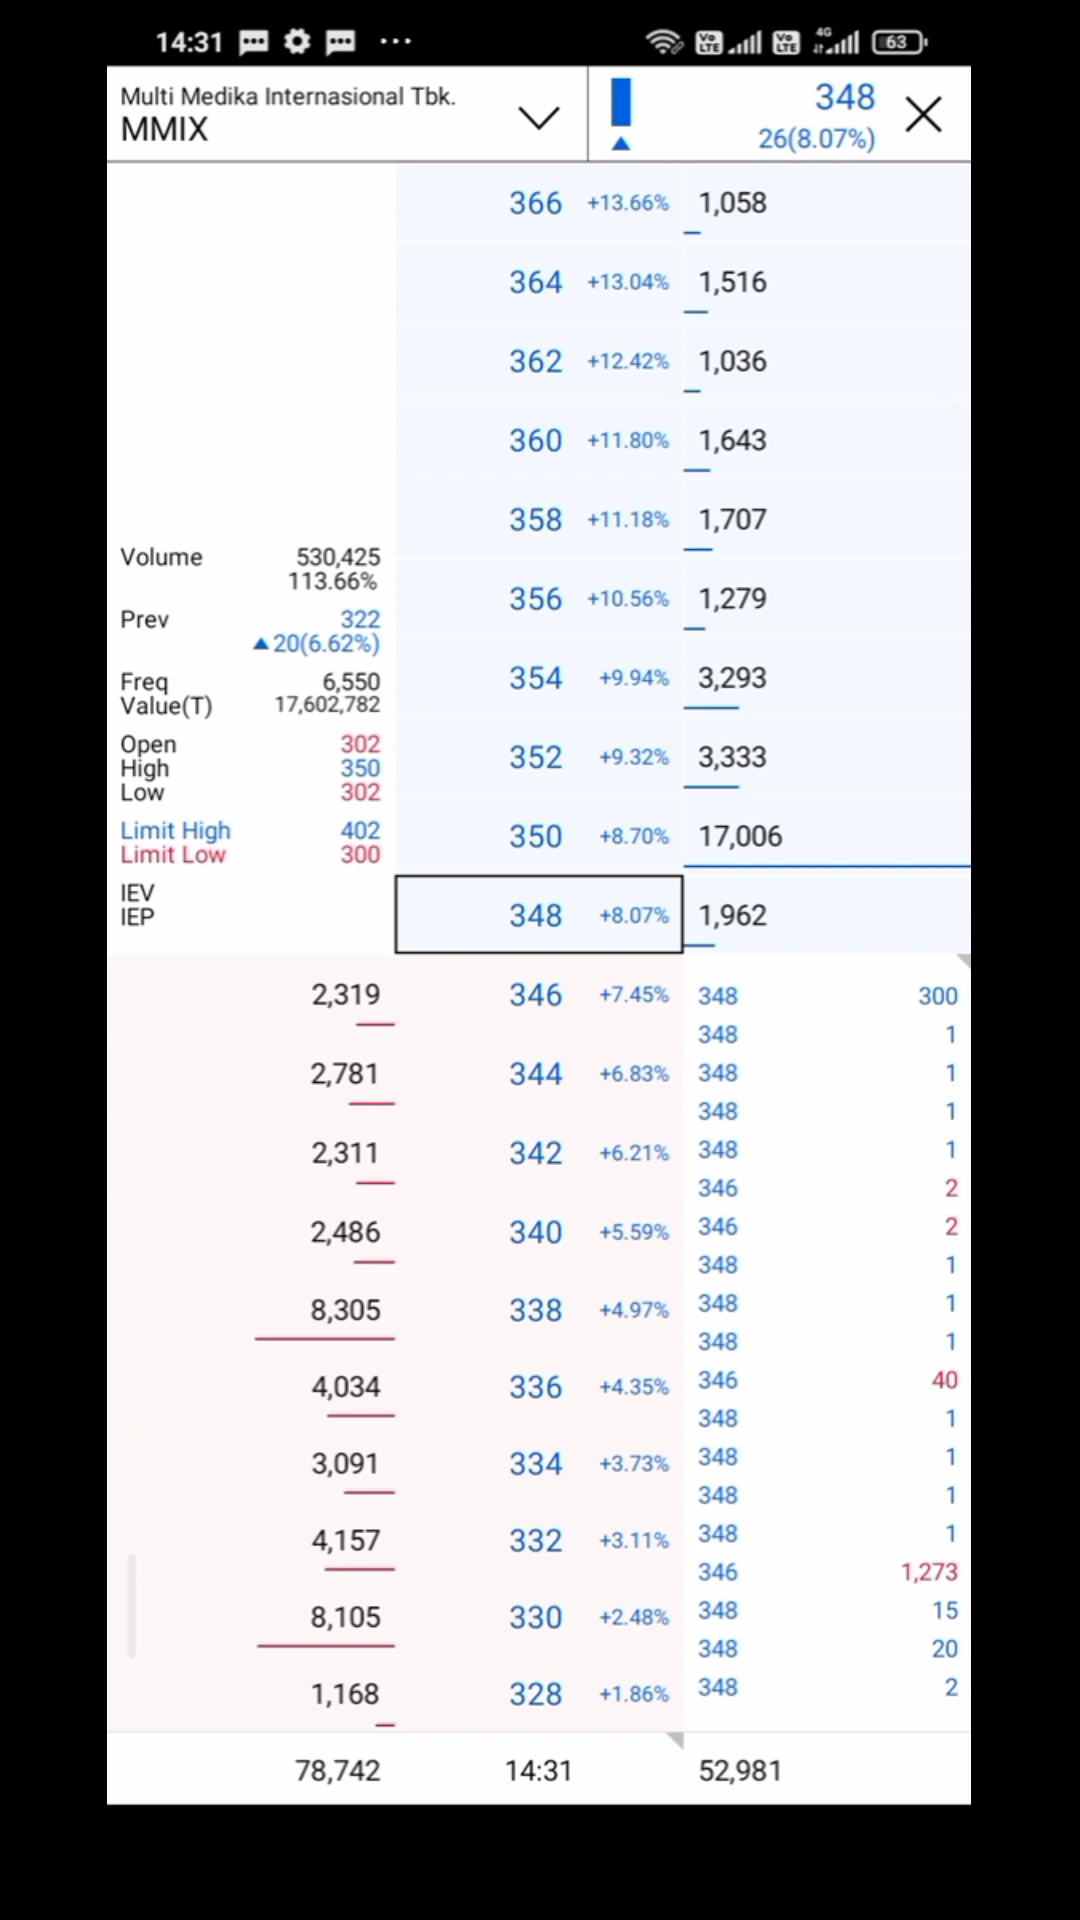 14:31
4G
63
Multi Medika Internasional Tbk.
MMIX
348
26(8.07%)
366 +13.66% 1,058
364 +13.04% 1,516
362 +12.42% 1,036
360 +11.80% 1,643
358 +11.18% 1,707
Volume 530,425
113.66%
356 +10.56% 1,279
Prev 322
▲20(6.62%)
354 +9.94% 3,293
Freq 6,550
Value(T) 17,602,782
352 +9.32% 3,333
Open 302
High 350
Low 302
350 +8.70% 17,006
Limit High 402
Limit Low 300
IEV
IEP
348 +8.07% 1,962
2,319 346 +7.45%
2,781 344 +6.83%
2,311 342 +6.21%
2,486 340 +5.59%
8,305 338 +4.97%
4,034 336 +4.35%
3,091 334 +3.73%
4,157 332 +3.11%
8,105 330 +2.48%
1,168 328 +1.86%
348 300
348 1
348 1
348 1
348 1
346 2
346 2
348 1
348 1
348 1
346 40
348 1
348 1
348 1
348 1
346 1,273
348 15
348 20
348 2
78,742 14:31 52,981